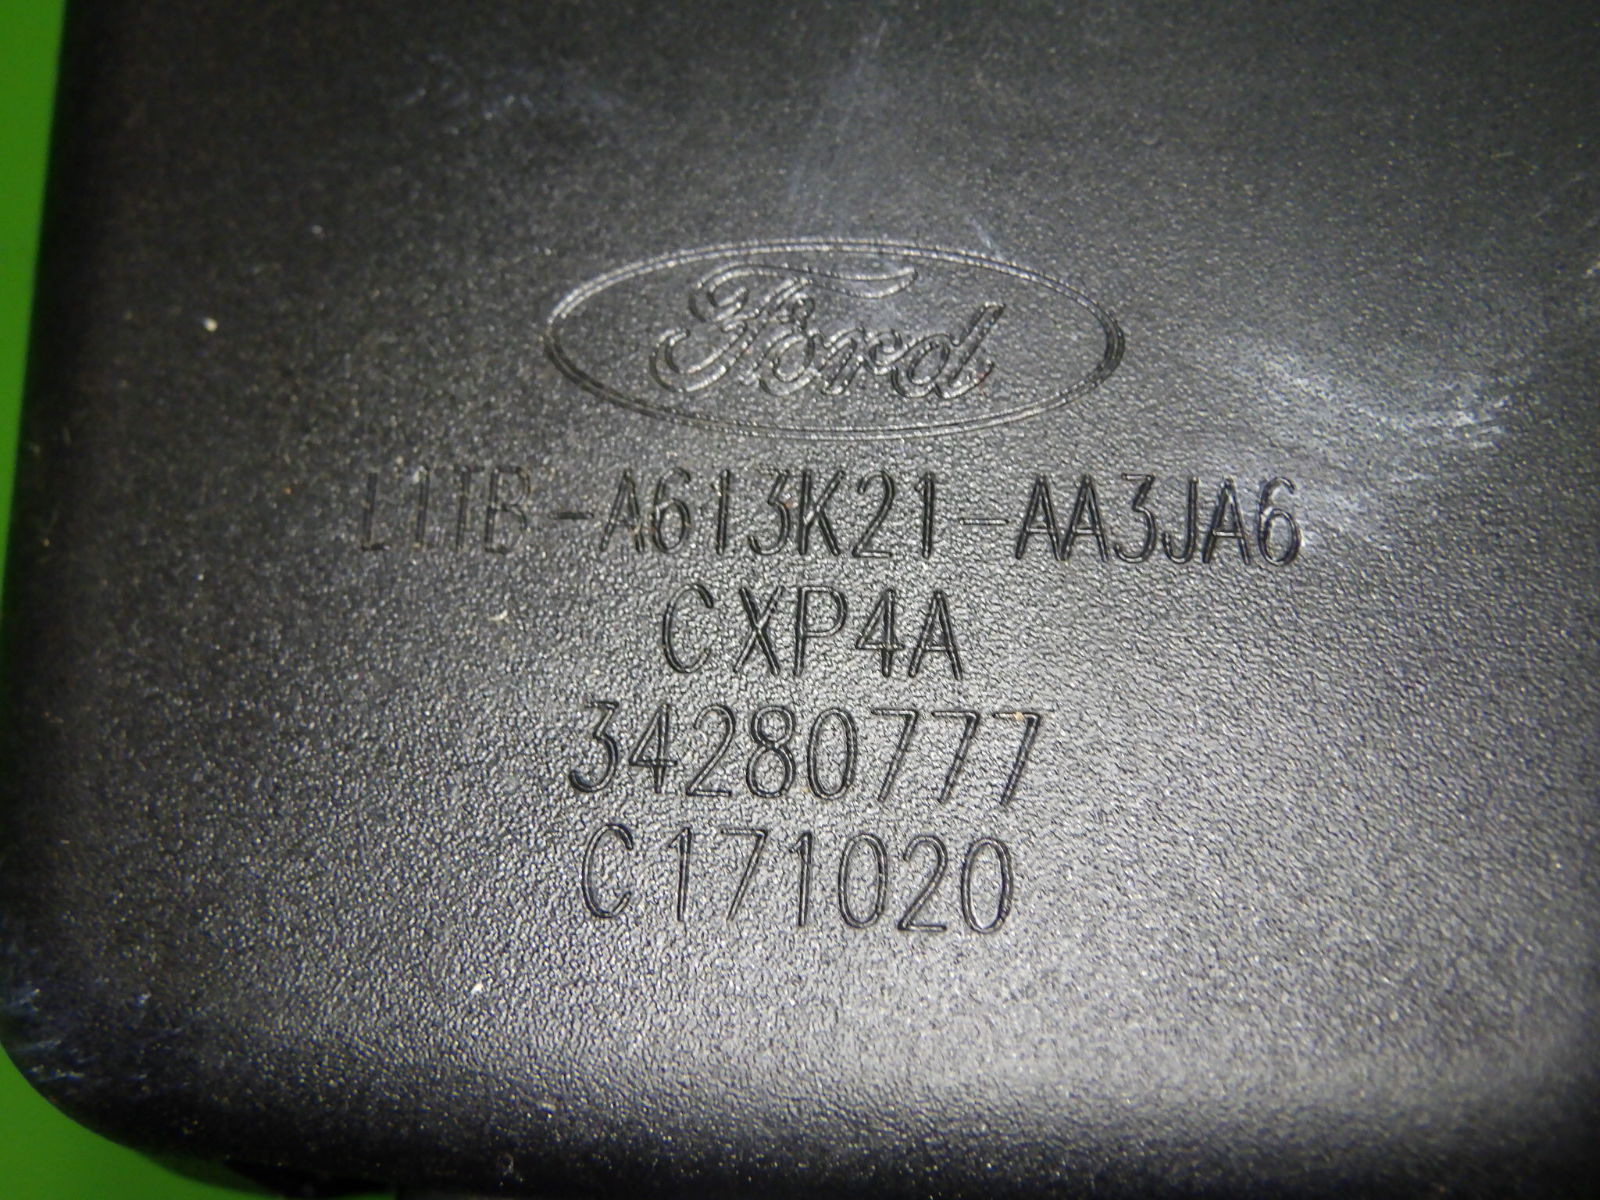 Ford
L1TB-A613K21-AA3JA6
CXP4A
34280777
C171020